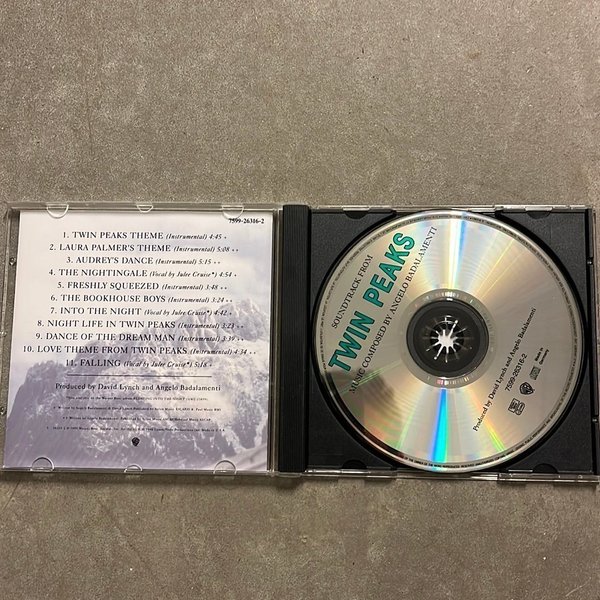 7599-26316-2
1. TWIN PEAKS THEME (Instrumental) 4:45 +
2. LAURA PALMER'S THEME (Instrumental) 5:08 ++
3. AUDREY'S DANCE (Instrumental) 5:15 ++
4. THE NIGHTINGALE (Vocal by Julee Cruise*) 4:54 +
5. FRESHLY SQUEEZED (Instrumental) 3:48 ++
6. THE BOOKHOUSE BOYS (Instrumental) 3:24 ++
7. INTO THE NIGHT (Vocal by Julee Cruise*) 4:42 +
8. NIGHT LIFE IN TWIN PEAKS (Instrumental) 3:23 ++
9. DANCE OF THE DREAM MAN (Instrumental) 3:39 ++
10. LOVE THEME FROM TWIN PEAKS (Instrumental) 4:34 ++
11. FALLING (Vocal by Julee Cruise*) 5:18 +
Produced by David Lynch and Angelo Badalamenti
SOUNDTRACK FROM
TWIN PEAKS
MUSIC COMPOSED BY ANGELO BADALAMENTI
Produced by David Lynch and Angelo Badalamenti
7599-26316-2
Made in
Germany